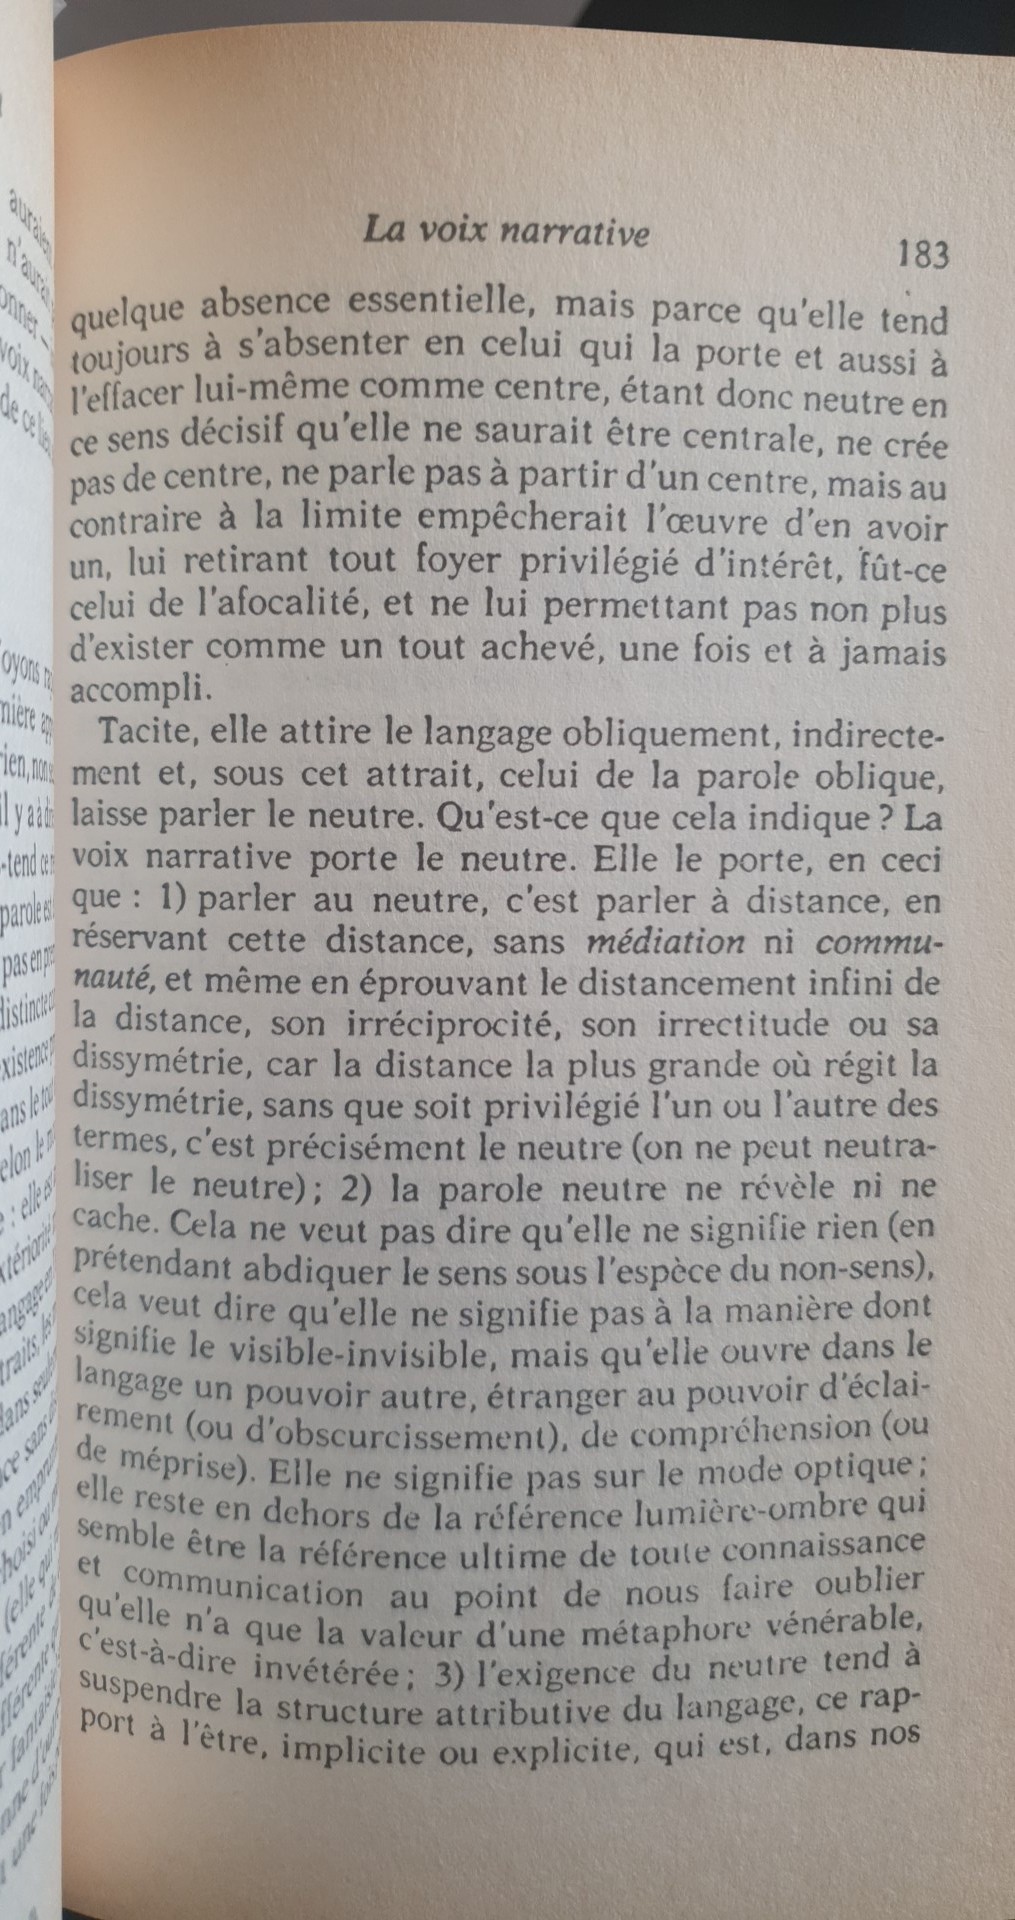 La voix narrative
183
quelque absence essentielle, mais parce qu'elle tend
toujours à s'absenter en celui qui la porte et aussi à
l'effacer lui-même comme centre, étant donc neutre en
ce sens décisif qu'elle ne saurait être centrale, ne crée
pas de centre, ne parle pas à partir d'un centre, mais au
contraire à la limite empêcherait l'œuvre d'en avoir
un, lui retirant tout foyer privilégié d'intérêt, fût-ce
celui de l'afocalité, et ne lui permettant pas non plus
d'exister comme un tout achevé, une fois et à jamais
accompli.
Tacite, elle attire le langage obliquement, indirecte-
ment et, sous cet attrait, celui de la parole oblique,
laisse parler le neutre. Qu'est-ce que cela indique ? La
voix narrative porte le neutre. Elle le porte, en ceci
que : 1) parler au neutre, c'est parler à distance, en
réservant cette distance, sans médiation ni commu-
nauté, et même en éprouvant le distancement infini de
la distance, son irréciprocité, son irrectitude ou sa
dissymétrie, car la distance la plus grande où régit la
dissymétrie, sans que soit privilégié l'un ou l'autre des
termes, c'est précisément le neutre (on ne peut neutra-
liser le neutre) ; 2) la parole neutre ne révèle ni ne
cache. Cela ne veut pas dire qu'elle ne signifie rien (en
prétendant abdiquer le sens sous l'espèce du non-sens),
cela veut dire qu'elle ne signifie pas à la manière dont
signifie le visible-invisible, mais qu'elle ouvre dans le
langage un pouvoir autre, étranger au pouvoir d'éclai-
rement (ou d'obscurcissement), de compréhension (ou
de méprise). Elle ne signifie pas sur le mode optique ;
elle reste en dehors de la référence lumière-ombre qui
semble être la référence ultime de toute connaissance
et communication au point de nous faire oublier
qu'elle n'a que la valeur d'une métaphore vénérable,
c'est-à-dire invétérée ; 3) l'exigence du neutre tend à
suspendre la structure attributive du langage, ce rap-
port à l'être, implicite ou explicite, qui est, dans nos